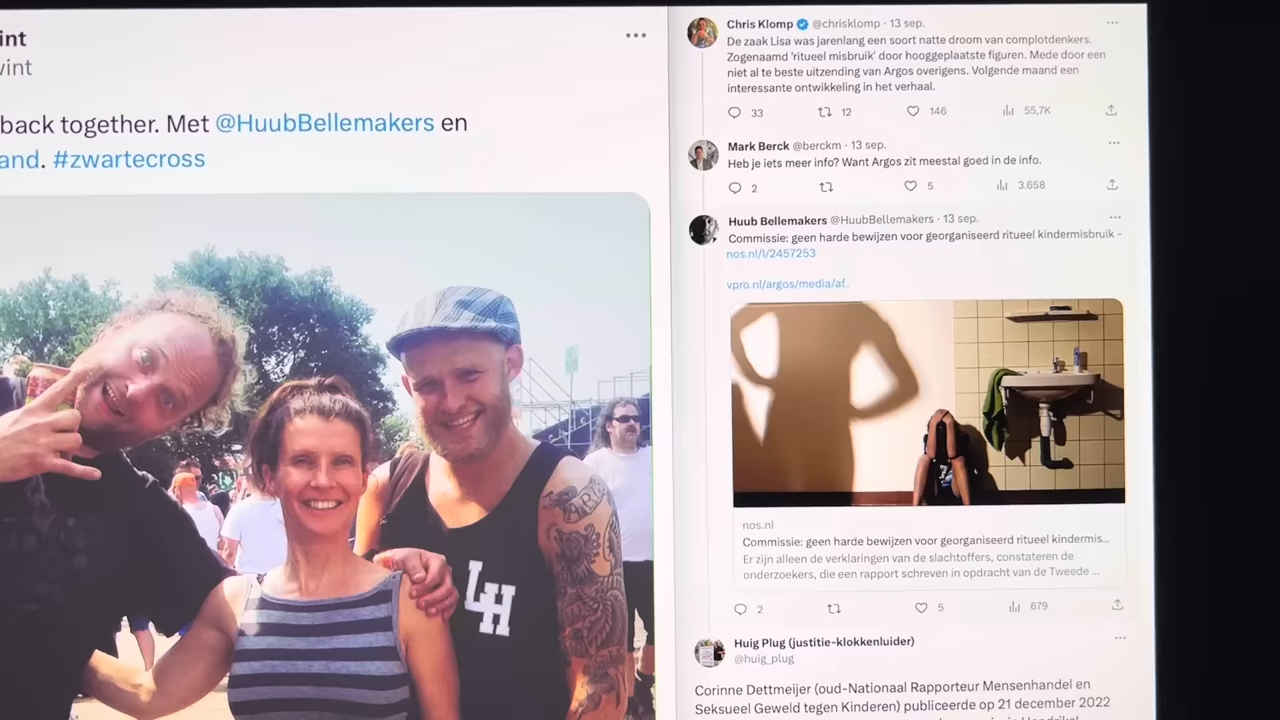 int
vint
back together. Met @HuubBellemakers en
and. #zwartecross
LH
Chris Klomp @chrisklomp · 13 sep.
De zaak Lisa was jarenlang een soort natte droom van complotdenkers.
Zogenaamd 'ritueel misbruik' door hooggeplaatste figuren. Mede door een
niet al te beste uitzending van Argos overigens. Volgende maand een
interessante ontwikkeling in het verhaal.
33 12 146 55,7K
Mark Berck @berckm · 13 sep.
Heb je iets meer info? Want Argos zit meestal goed in de info.
2 5 3.658
Huub Bellemakers @HuubBellemakers · 13 sep.
Commissie: geen harde bewijzen voor georganiseerd ritueel kindermisbruik -
nos.nl/l/2457253
vpro.nl/argos/media/af..
nos.nl
Commissie: geen harde bewijzen voor georganiseerd ritueel kindermis...
Er zijn alleen de verklaringen van de slachtoffers, constateren de
onderzoekers, die een rapport schreven in opdracht van de Tweede ...
2 5 679
Huig Plug (justitie-klokkenluider)
@huig_plug
Corinne Dettmeijer (oud-Nationaal Rapporteur Mensenhandel en
Seksueel Geweld tegen Kinderen) publiceerde op 21 december 2022